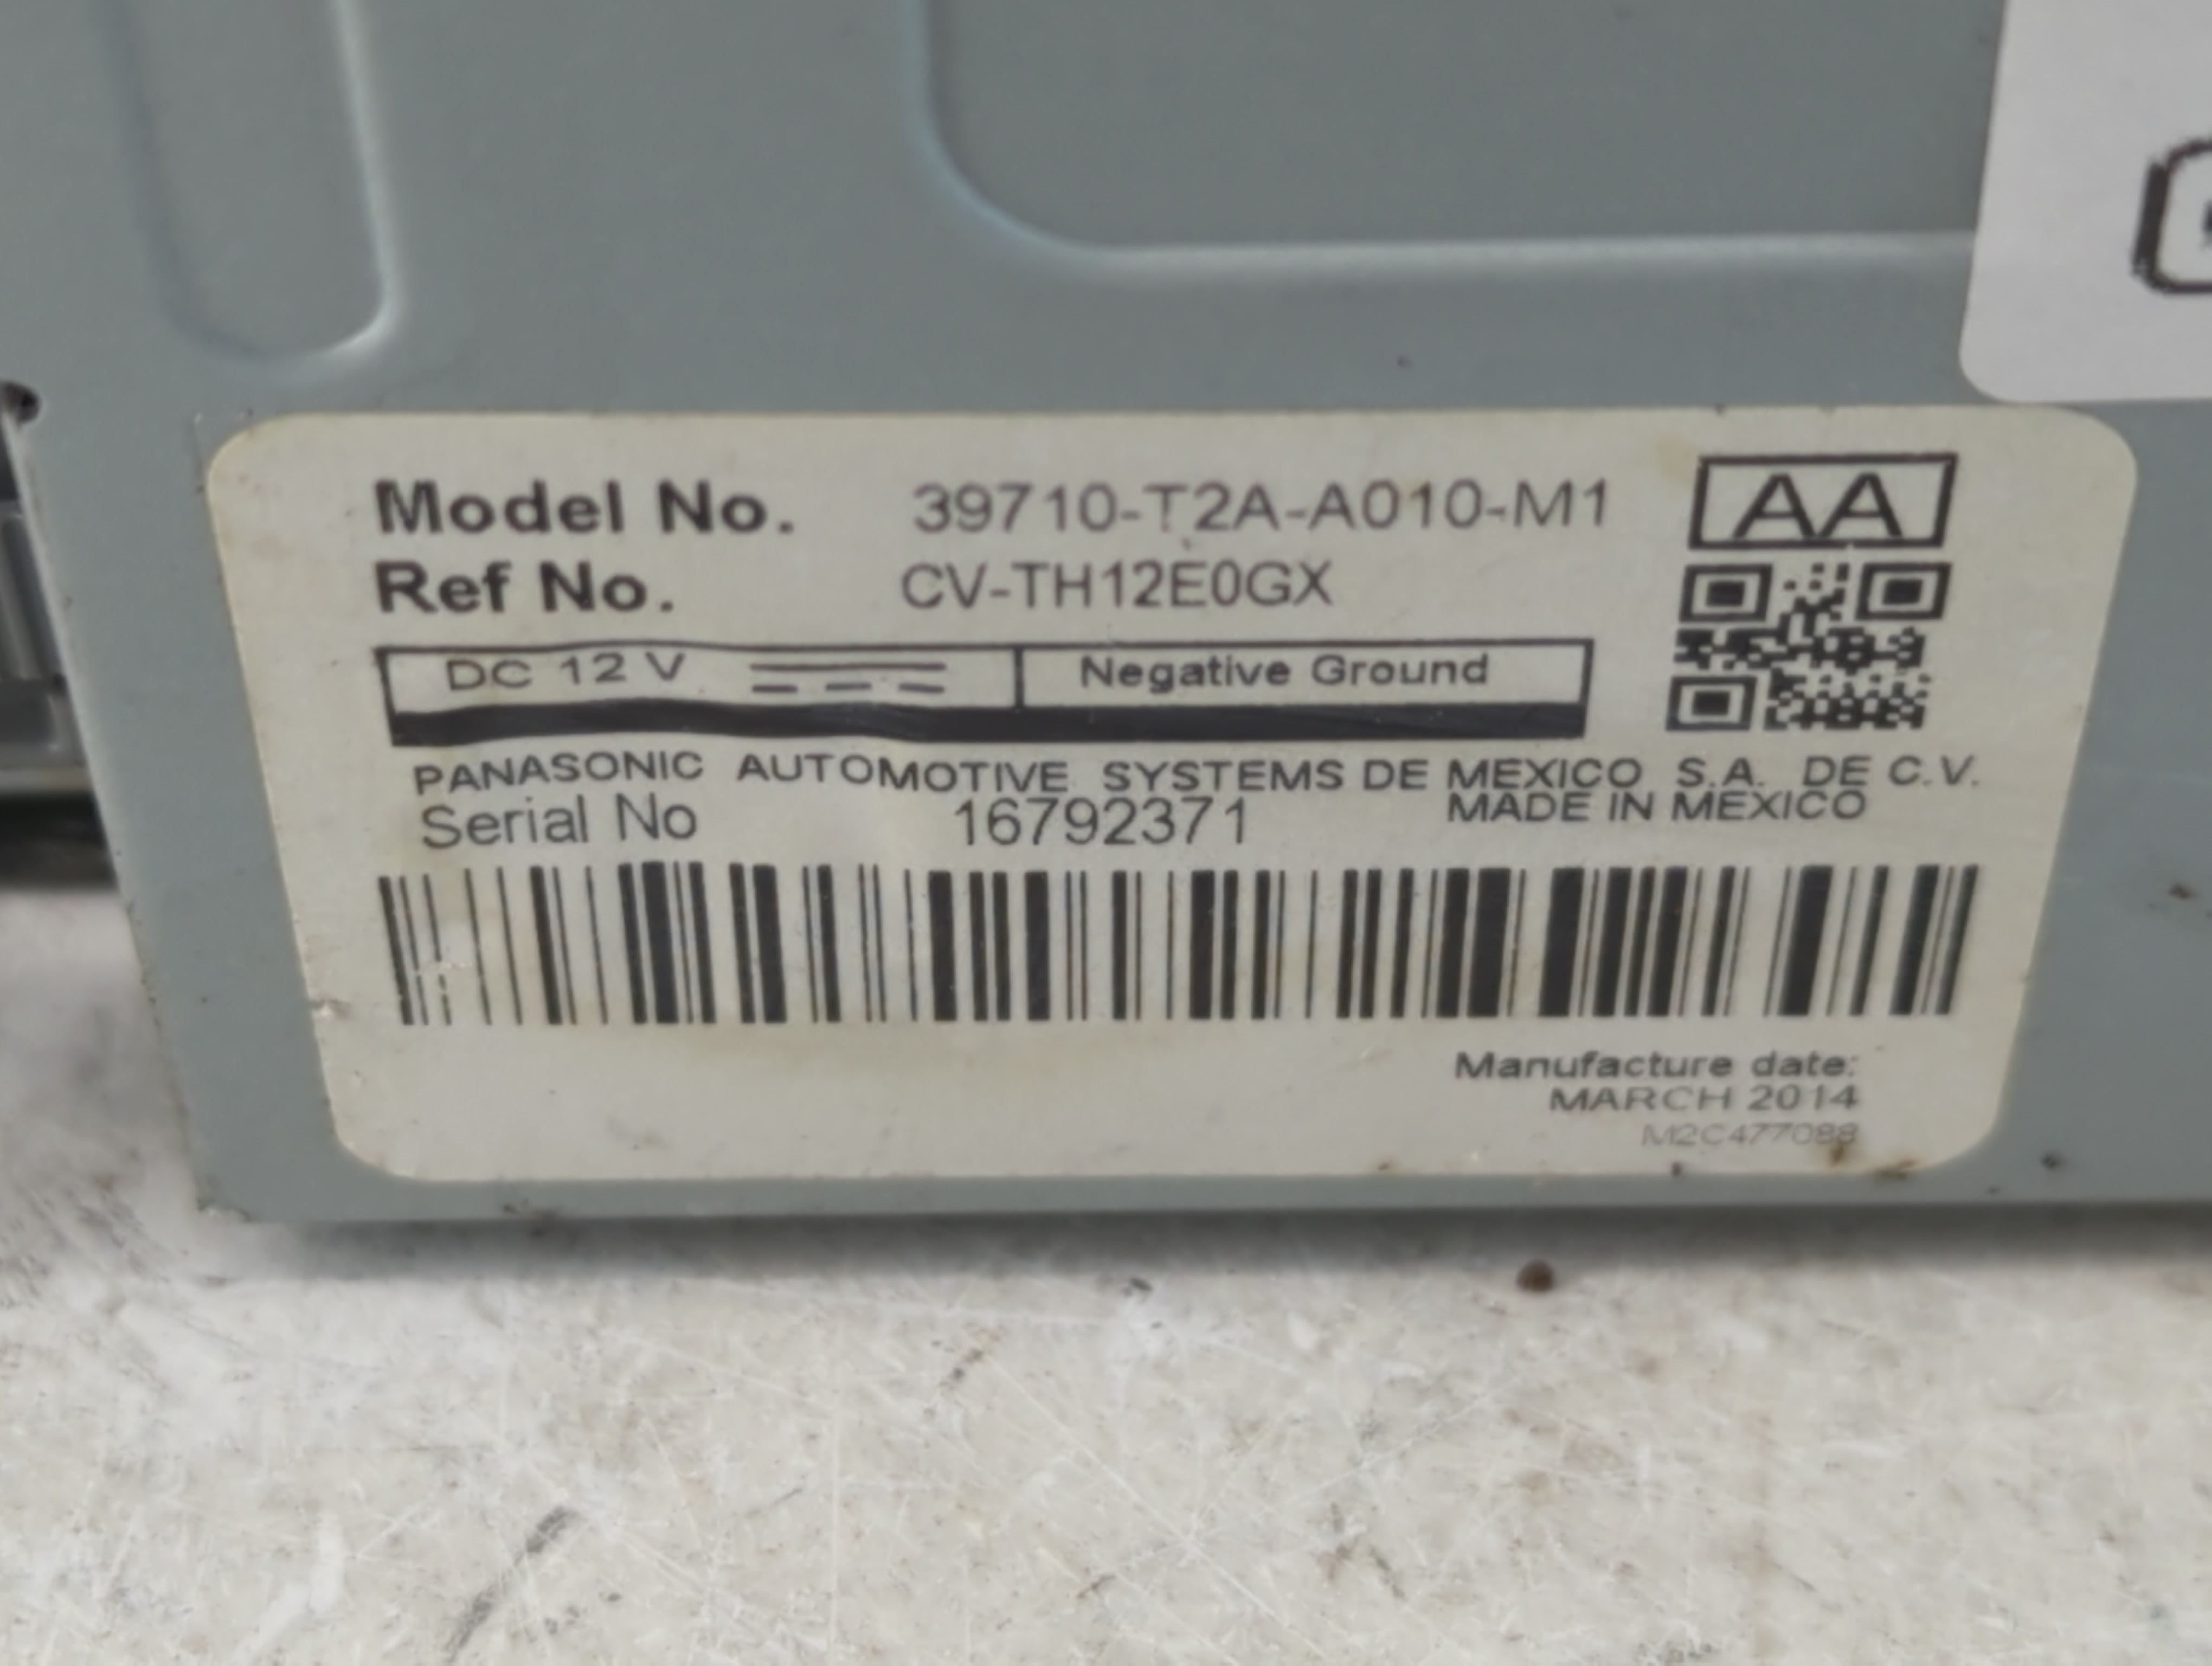 Model No. 39710-T2A-A010-M1
AA
Ref No. CV-TH12E0GX
DC 12 V Negative Ground
PANASONIC AUTOMOTIVE SYSTEMS DE MEXICO S.A. DE C.V.
Serial No 16792371 MADE IN MEXICO
Manufacture date:
MARCH 2014
M2C477088